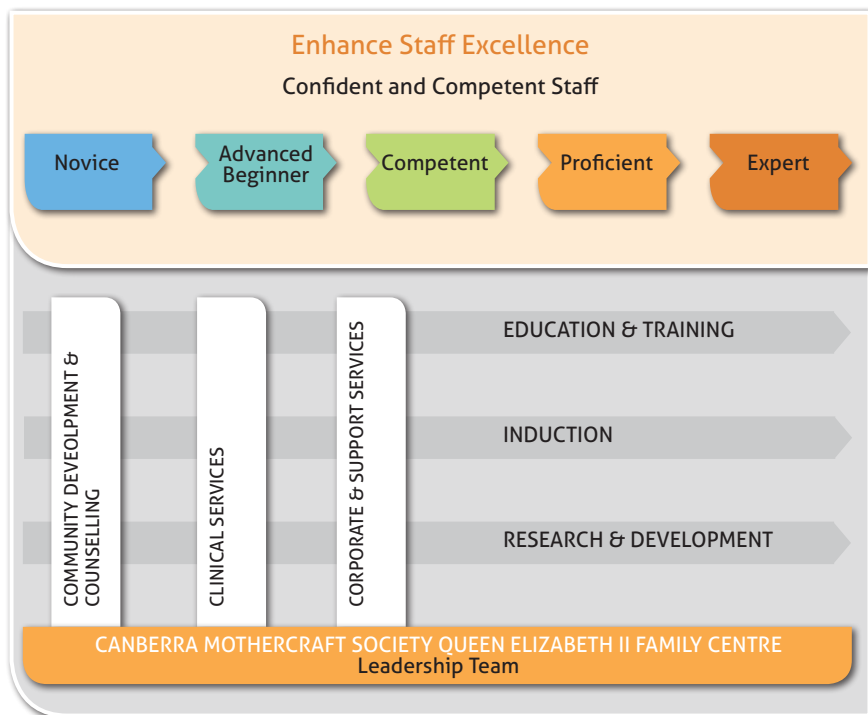 Enhance Staff Excellence
Confident and Competent Staff
Novice
Advanced
Beginner
Competent
Proficient
Expert
EDUCATION & TRAINING
INDUCTION
RESEARCH & DEVELOPMENT
COMMUNITY DEVEOLPMENT &
COUNSELLING
CLINICAL SERVICES
CORPORATE & SUPPORT SERVICES
CANBERRA MOTHERCRAFT SOCIETY QUEEN ELIZABETH II FAMILY CENTRE
Leadership Team